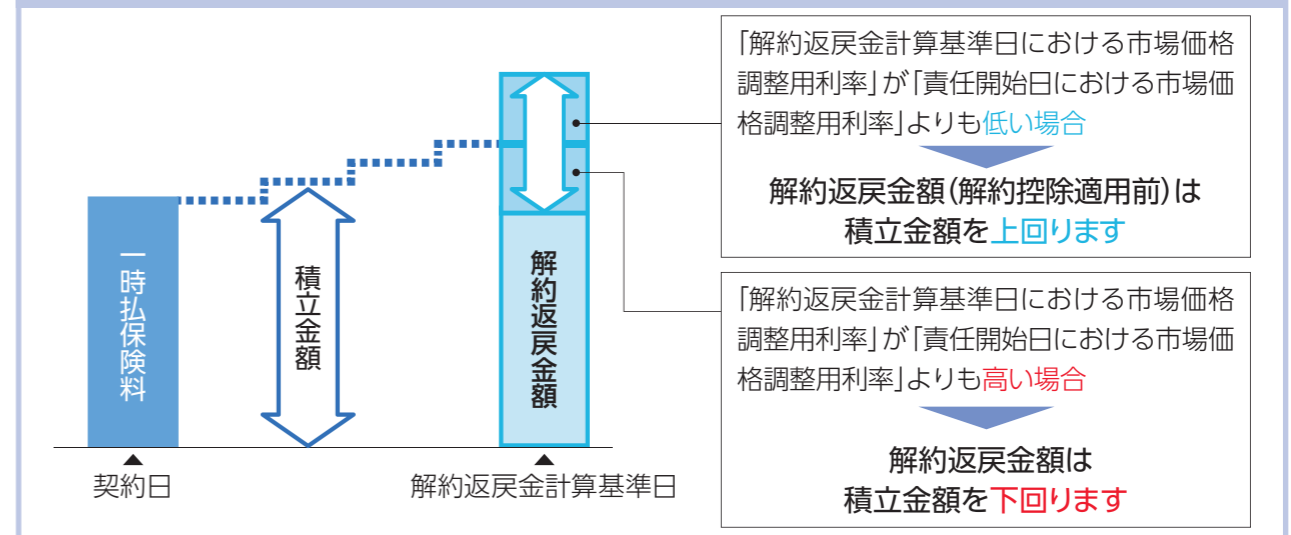 一時払保険料
積立金額
解約返戻金額
契約日
解約返戻金計算基準日
「解約返戻金計算基準日における市場価格
調整用利率」が「責任開始日における市場価
格調整用利率」よりも低い場合
解約返戻金額(解約控除適用前)は
積立金額を上回ります
「解約返戻金計算基準日における市場価格
調整用利率」が「責任開始日における市場価
格調整用利率」よりも高い場合
解約返戻金額は
積立金額を下回ります